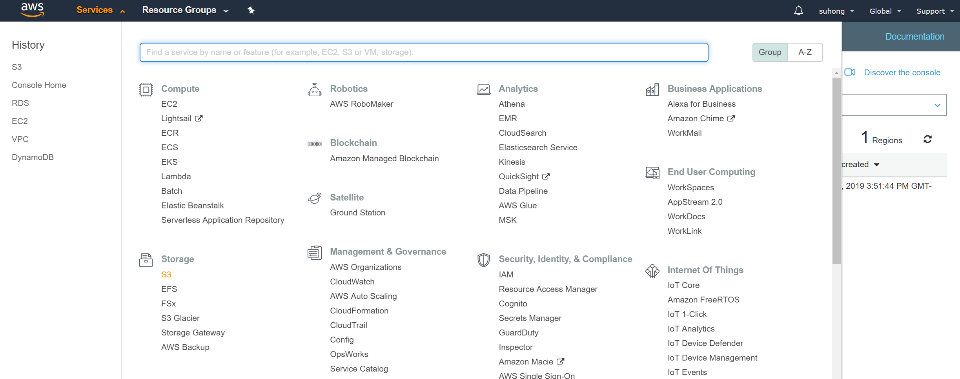 aws
Services
Resource Groups
suhong
Global
Support
History
S3
Console Home
RDS
EC2
VPC
DynamoDB
Find a service by name or feature (for example, EC2, S3 or VM, storage).
Group
A-Z
Documentation
Discover the console
1 Regions
created
, 2019 3:51:44 PM GMT-
Compute
EC2
Lightsail
ECR
ECS
EKS
Lambda
Batch
Elastic Beanstalk
Serverless Application Repository
Storage
S3
EFS
FSx
S3 Glacier
Storage Gateway
AWS Backup
Robotics
AWS RoboMaker
Blockchain
Amazon Managed Blockchain
Satellite
Ground Station
Management & Governance
AWS Organizations
CloudWatch
AWS Auto Scaling
CloudFormation
CloudTrail
Config
OpsWorks
Service Catalog
Analytics
Athena
EMR
CloudSearch
Elasticsearch Service
Kinesis
QuickSight
Data Pipeline
AWS Glue
MSK
Security, Identity, & Compliance
IAM
Resource Access Manager
Cognito
Secrets Manager
GuardDuty
Inspector
Amazon Macie
AWS Single Sign-On
Business Applications
Alexa for Business
Amazon Chime
WorkMail
End User Computing
WorkSpaces
AppStream 2.0
WorkDocs
WorkLink
Internet Of Things
IoT Core
Amazon FreeRTOS
IoT 1-Click
IoT Analytics
IoT Device Defender
IoT Device Management
IoT Events